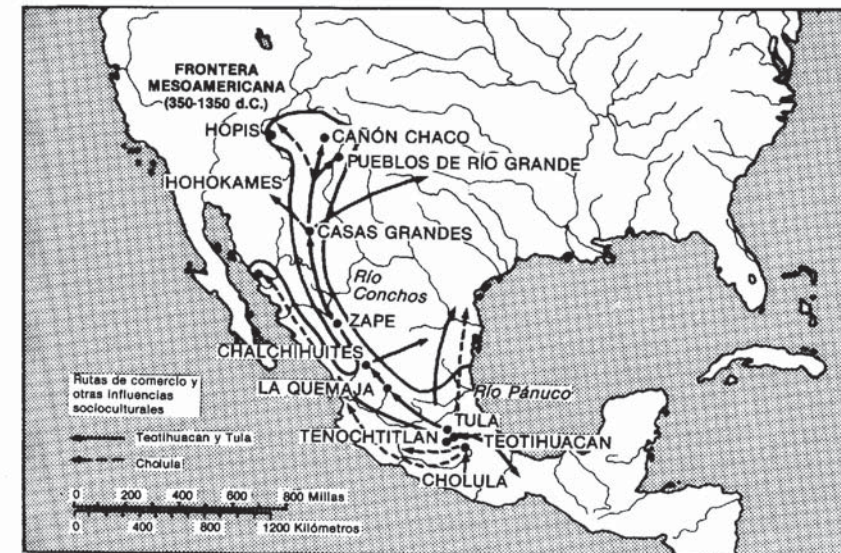 FRONTERA
MESOAMERICANA
(350-1350 d.C.)
HOPIS
CAÑÓN CHACO
PUEBLOS DE RÍO GRANDE
HOHOKAMES
CASAS GRANDES
Río
Conchos
ZAPE
CHALCHIHUITES
LA QUEMAJA
Río Pánuco
TULA
TENOCHTITLAN
TEOTIHUACAN
CHOLULA
Rutas de comercio y
otras influencias
socioculturales
Teotihuacan y Tula
Cholula
0 200 400 600 800 Millas
0 400 800 1200 Kilómetros